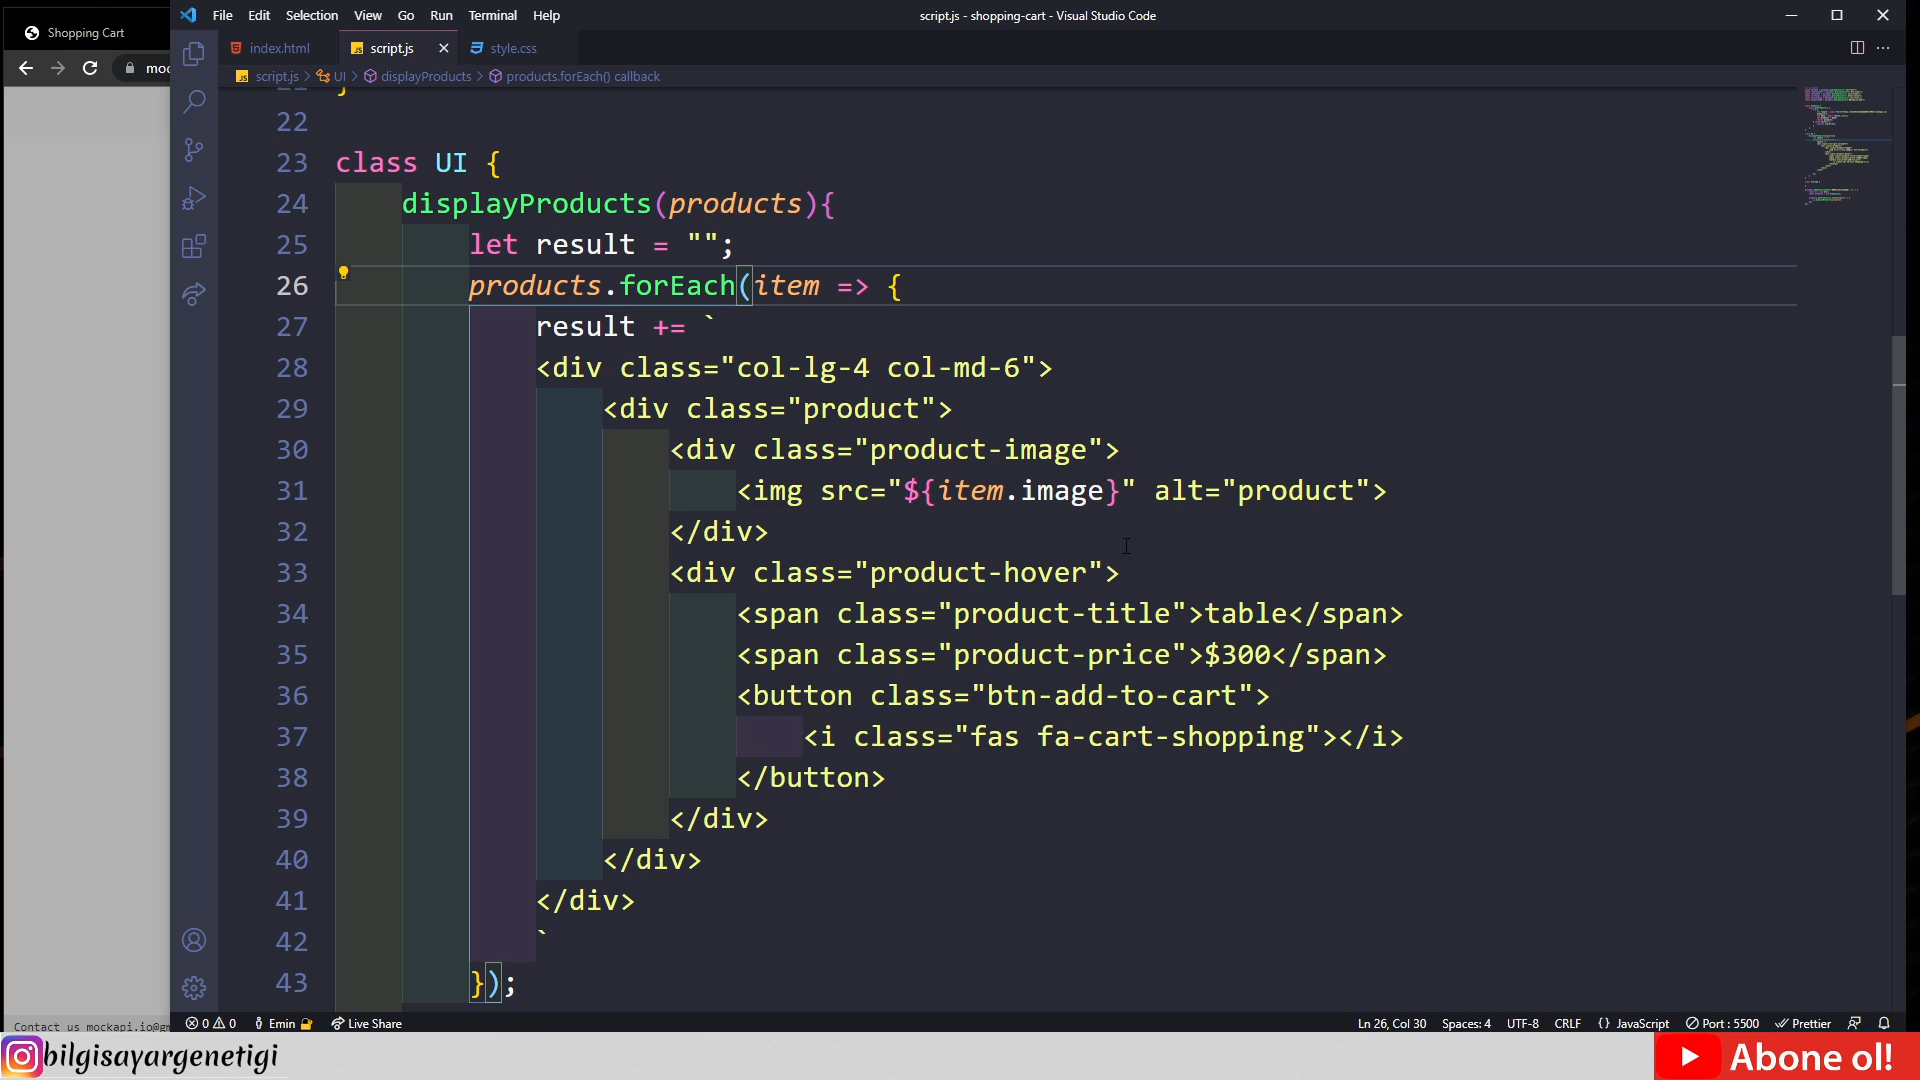 File Edit Selection View Go Run Terminal Help
script.js - shopping-cart - Visual Studio Code
Shopping Cart
index.html
script.js
style.css
script.js > UI > displayProducts > products.forEach() callback
22
23 class UI {
24 displayProducts(products){
25 let result = "";
26 products.forEach(item => {
27 result += `
28 <div class="col-lg-4 col-md-6">
29 <div class="product">
30 <div class="product-image">
31 <img src="${item.image}" alt="product">
32 </div>
33 <div class="product-hover">
34 <span class="product-title">table</span>
35 <span class="product-price">$300</span>
36 <button class="btn-add-to-cart">
37 <i class="fas fa-cart-shopping"></i>
38 </button>
39 </div>
40 </div>
41 </div>
42 `
43 });
Contact us mockapi.io@gm
0 0 Emin Live Share
Ln 26, Col 30 Spaces: 4 UTF-8 CRLF {} JavaScript Port : 5500 Prettier
bilgisayargenetigi
Abone ol!